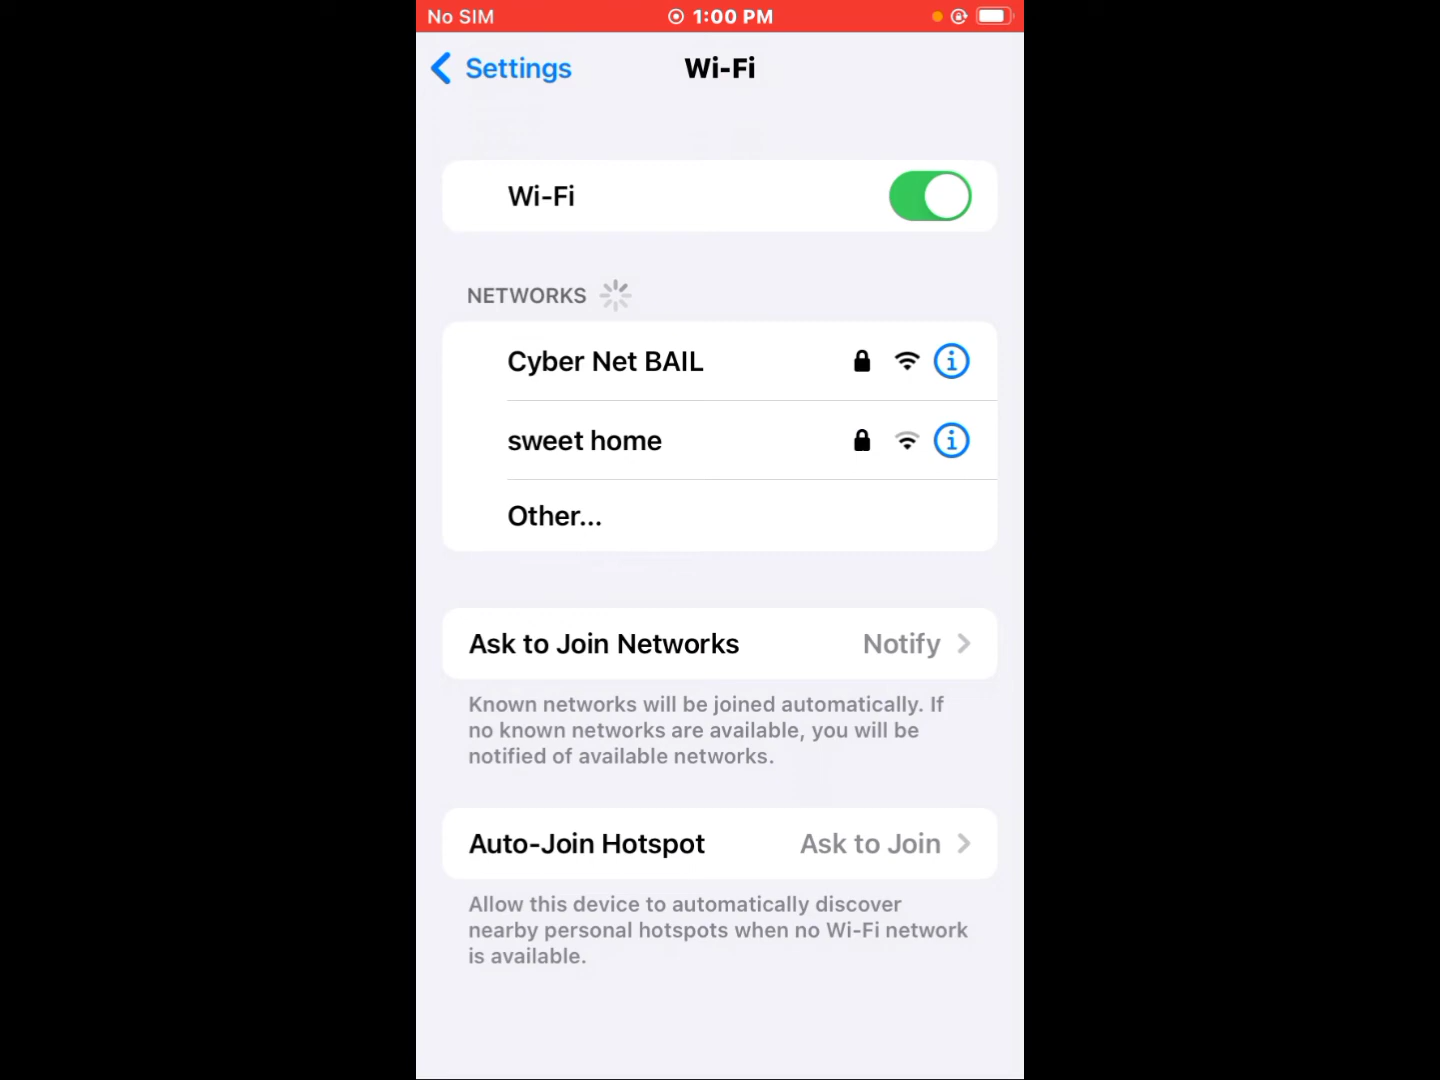 No SIM 1:00 PM
Settings Wi-Fi
Wi-Fi
NETWORKS
Cyber Net BAIL
sweet home
Other...
Ask to Join Networks Notify
Known networks will be joined automatically. If
no known networks are available, you will be
notified of available networks.
Auto-Join Hotspot Ask to Join
Allow this device to automatically discover
nearby personal hotspots when no Wi-Fi network
is available.